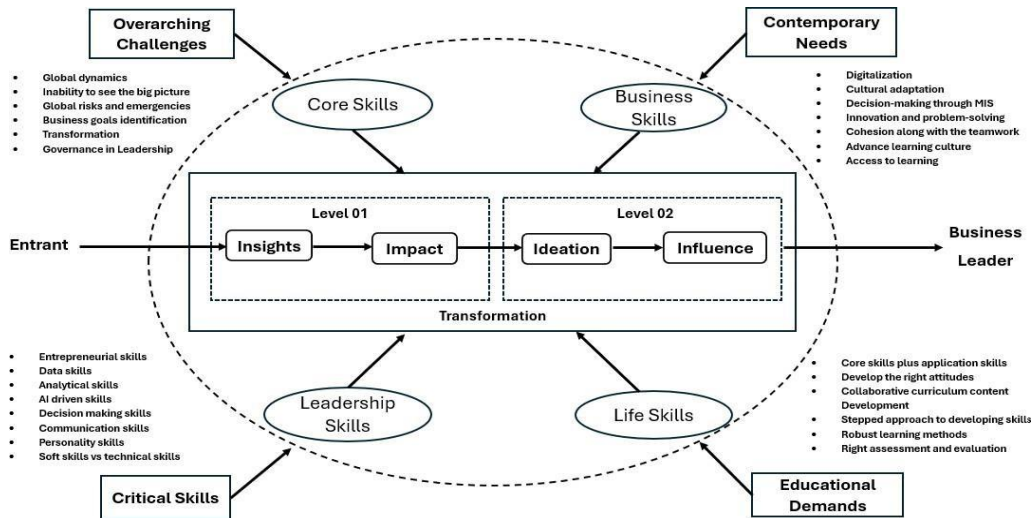 Overarching
Challenges
Global dynamics
Inability to see the big picture
Global risks and emergencies
Business goals identification
Transformation
Governance in Leadership
Contemporary
Needs
Digitalization
Cultural adaptation
Decision-making through MIS
Innovation and problem-solving
Cohesion along with the teamwork
Advance learning culture
Access to learning
Core Skills
Business
Skills
Entrant
Level 01
Insights
Impact
Level 02
Ideation
Influence
Transformation
Business
Leader
Leadership
Skills
Life Skills
Entrepreneurial skills
Data skills
Analytical skills
AI driven skills
Decision making skills
Communication skills
Personality skills
Soft skills vs technical skills
Critical Skills
Core skills plus application skills
Develop the right attitudes
Collaborative curriculum content
Development
Stepped approach to developing skills
Robust learning methods
Right assessment and evaluation
Educational
Demands